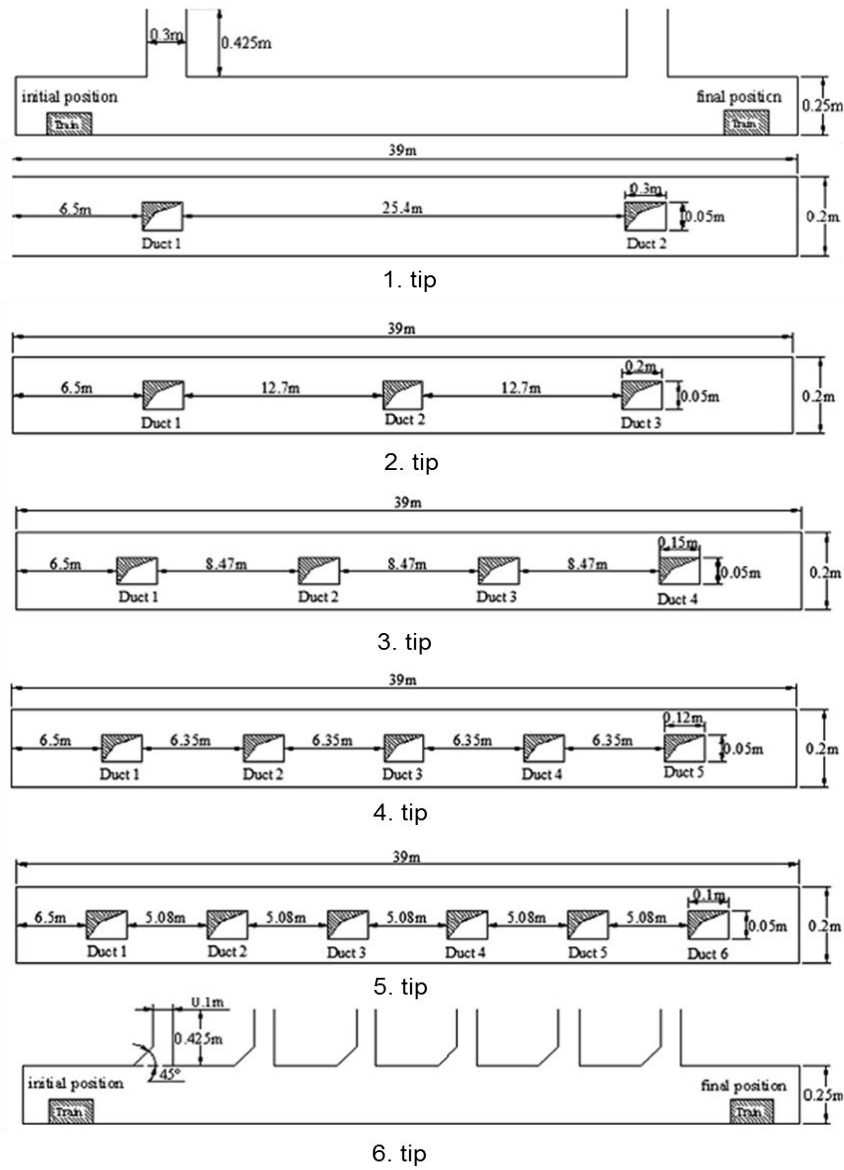 0.3m
0.425m
initial position
final position
Train
Train
0.25m
39m
6.5m
25.4m
0.3m
0.05m
0.2m
Duct 1
Duct 2
1. tip
39m
6.5m
12.7m
12.7m
0.2m
0.05m
0.2m
Duct 1
Duct 2
Duct 3
2. tip
39m
6.5m
8.47m
8.47m
8.47m
0.15m
0.05m
0.2m
Duct 1
Duct 2
Duct 3
Duct 4
3. tip
39m
6.5m
6.35m
6.35m
6.35m
6.35m
0.12m
0.05m
0.2m
Duct 1
Duct 2
Duct 3
Duct 4
Duct 5
4. tip
39m
6.5m
5.08m
5.08m
5.08m
5.08m
5.08m
0.1m
0.05m
0.2m
Duct 1
Duct 2
Duct 3
Duct 4
Duct 5
Duct 6
5. tip
0.1m
0.425m
45°
initial position
final position
Train
Train
0.25m
6. tip